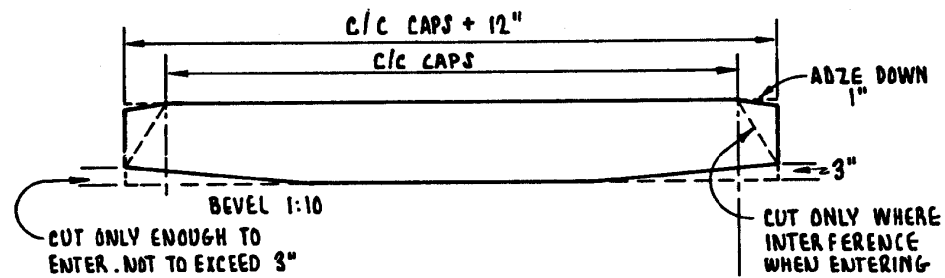 C/C CAPS + 12"
C/C CAPS
ADZE DOWN
1"
3"
BEVEL 1:10
CUT ONLY ENOUGH TO
ENTER. NOT TO EXCEED 3"
CUT ONLY WHERE
INTERFERENCE
WHEN ENTERING